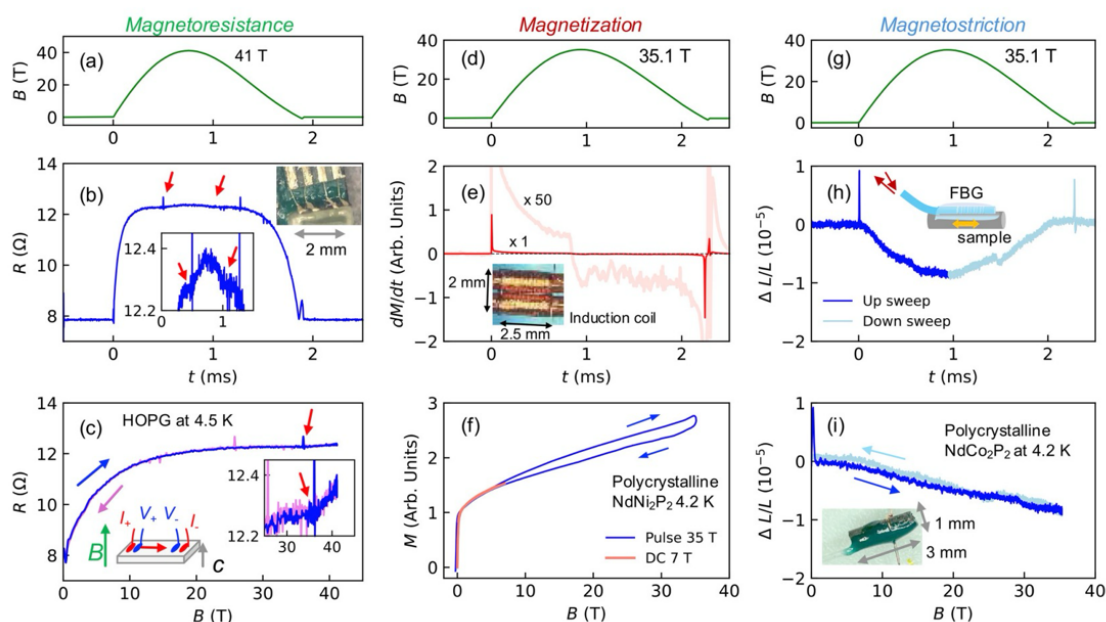 Magnetoresistance
(a)
41 T
B (T)
40
20
0
0
1
2
(b)
R (Ω)
14
12
10
8
2 mm
12.4
12.2
0
1
0
1
2
t (ms)
(c)
HOPG at 4.5 K
R (Ω)
14
12
10
8
I+
V+
V-
I-
B
c
12.4
12.2
30
40
0
10
20
30
40
B (T)
Magnetization
(d)
35.1 T
B (T)
40
20
0
0
1
2
(e)
x 50
x 1
dM/dt (Arb. Units)
2
1
0
−1
−2
2 mm
2.5 mm
Induction coil
0
1
2
t (ms)
(f)
M (Arb. Units)
3
2
1
0
Polycrystalline
NdNi₂P₂ 4.2 K
Pulse 35 T
DC 7 T
0
10
20
30
40
B (T)
Magnetostriction
(g)
35.1 T
B (T)
40
20
0
0
1
2
(h)
FBG
sample
Δ L/L (10⁻⁵)
1
0
−1
−2
Up sweep
Down sweep
0
1
2
t (ms)
(i)
Polycrystalline
NdCo₂P₂ at 4.2 K
Δ L/L (10⁻⁵)
1
0
−1
−2
1 mm
3 mm
0
10
20
30
40
B (T)